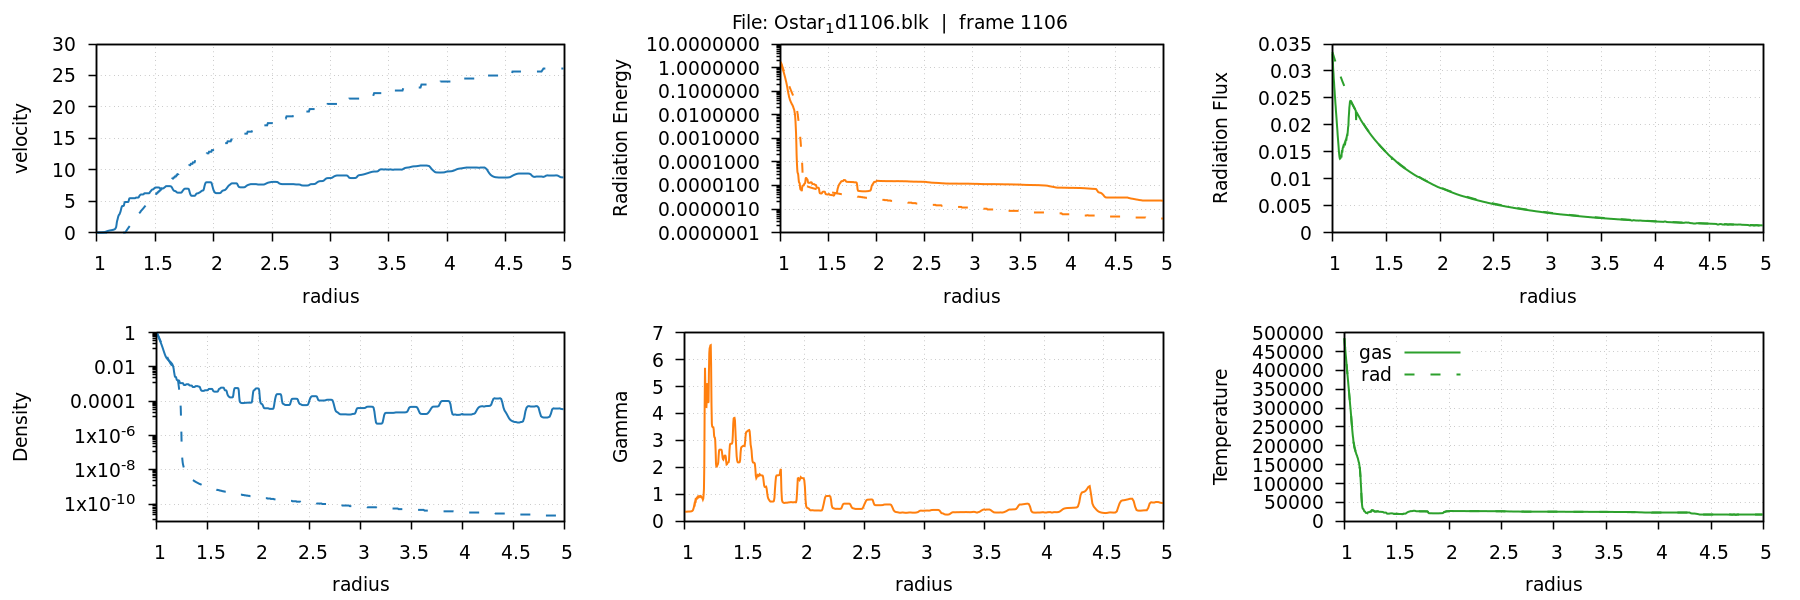 File: Ostar₁d1106.blk | frame 1106
velocity
30
25
20
15
10
5
0
1 1.5 2 2.5 3 3.5 4 4.5 5
radius
Radiation Energy
10.0000000
1.0000000
0.1000000
0.0100000
0.0010000
0.0001000
0.0000100
0.0000010
0.0000001
1 1.5 2 2.5 3 3.5 4 4.5 5
radius
Radiation Flux
0.035
0.03
0.025
0.02
0.015
0.01
0.005
0
1 1.5 2 2.5 3 3.5 4 4.5 5
radius
Density
1
0.01
0.0001
1x10⁻⁶
1x10⁻⁸
1x10⁻¹⁰
1 1.5 2 2.5 3 3.5 4 4.5 5
radius
Gamma
7
6
5
4
3
2
1
0
1 1.5 2 2.5 3 3.5 4 4.5 5
radius
Temperature
500000
450000
400000
350000
300000
250000
200000
150000
100000
50000
0
gas
rad
1 1.5 2 2.5 3 3.5 4 4.5 5
radius